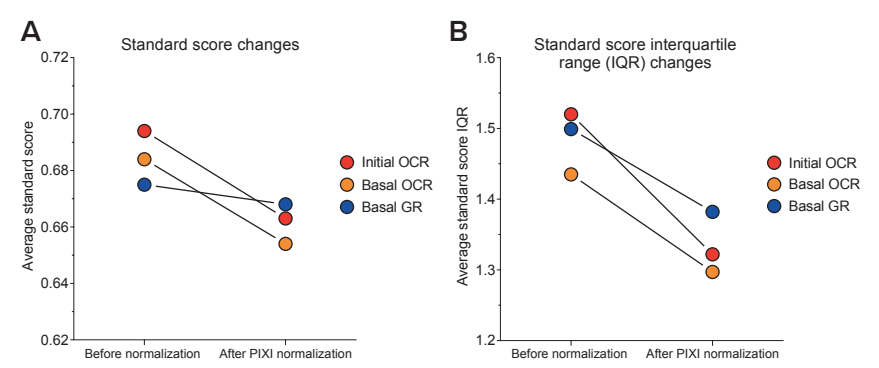 A
Standard score changes
Average standard score
0.72
0.70
0.68
0.66
0.64
0.62
Before normalization
After PIXI normalization
Initial OCR
Basal OCR
Basal GR
B
Standard score interquartile
range (IQR) changes
Average standard score IQR
1.6
1.5
1.4
1.3
1.2
Before normalization
After PIXI normalization
Initial OCR
Basal OCR
Basal GR